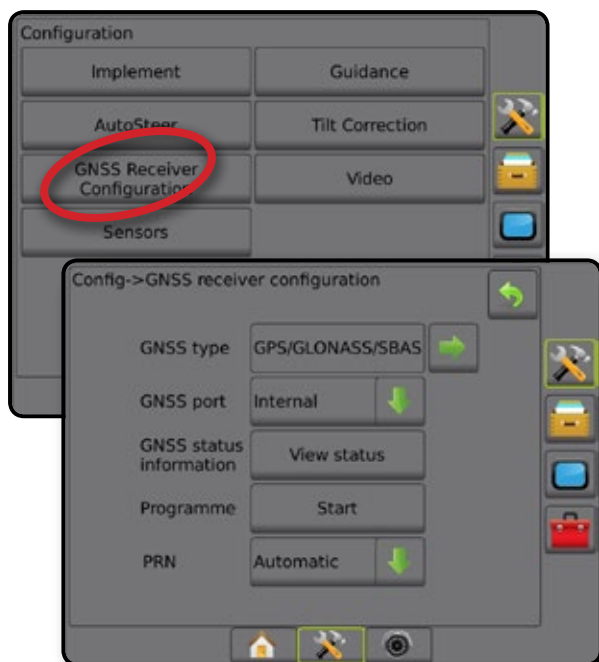 Configuration
Implement
Guidance
AutoSteer
Tilt Correction
GNSS Receiver
Configuration
Video
Sensors
Config->GNSS receiver configuration
GNSS type
GPS/GLONASS/SBAS
GNSS port
Internal
GNSS status
information
View status
Programme
Start
PRN
Automatic